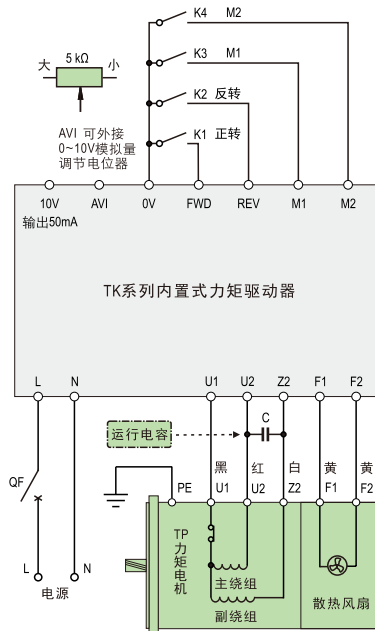 K4 M2
5 kΩ
大 小
K3 M1
K2 反转
AVI 可外接
0~10V模拟量
调节电位器
K1 正转
10V AVI 0V FWD REV M1 M2
输出50mA
TK系列内置式力矩驱动器
L N U1 U2 Z2 F1 F2
C
运行电容
黑 红 白 黄 黄
QF
PE U1 U2 Z2 F1 F2
TP
力矩电机
主绕组
L N
电源
副绕组
散热风扇